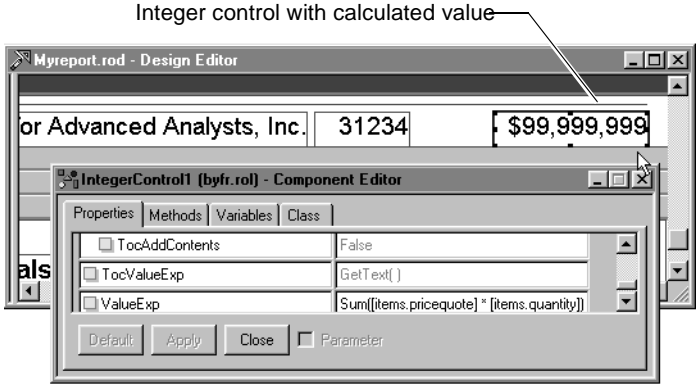 Integer control with calculated value
Myreport.rod - Design Editor
or Advanced Analysts, Inc. 31234 $99,999,999
IntegerControl1 (byfr.rol) - Component Editor
Properties Methods Variables Class
TocAddContents False
als
TocValueExp GetText( )
ValueExp Sum([items.pricequote] * [items.quantity])
Default Apply Close Parameter